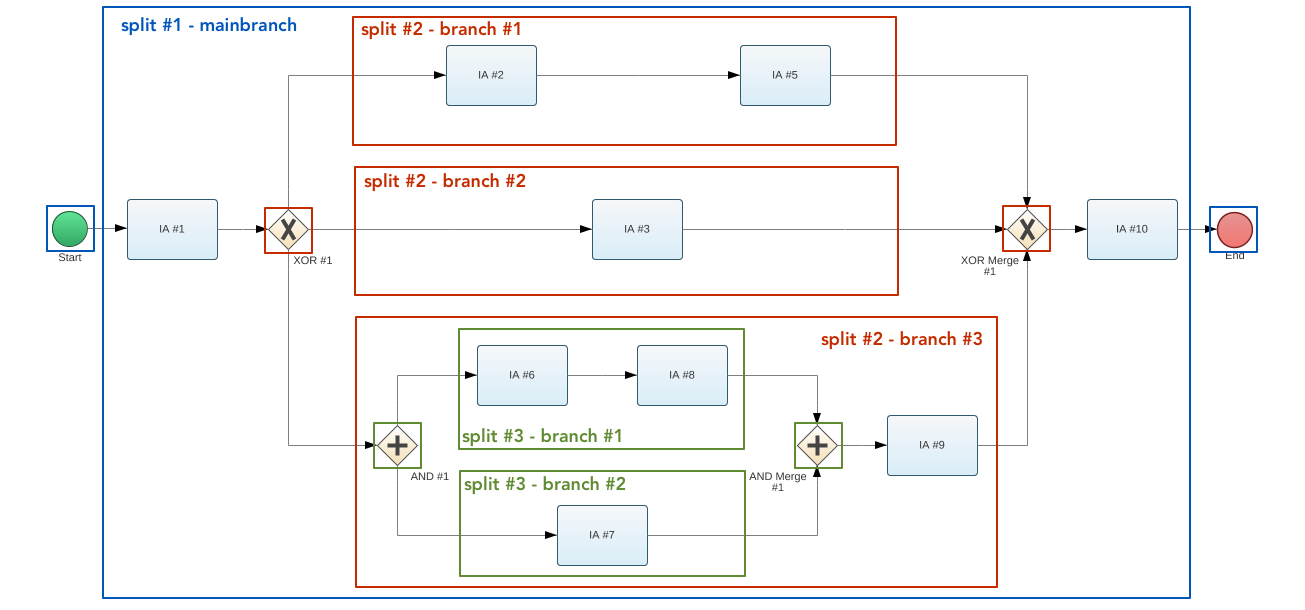 split #1 - mainbranch
split #2 - branch #1
IA #2
IA #5
split #2 - branch #2
Start
IA #1
XOR #1
IA #3
XOR Merge
#1
IA #10
End
split #2 - branch #3
IA #6
IA #8
split #3 - branch #1
AND #1
AND Merge
#1
IA #9
split #3 - branch #2
IA #7